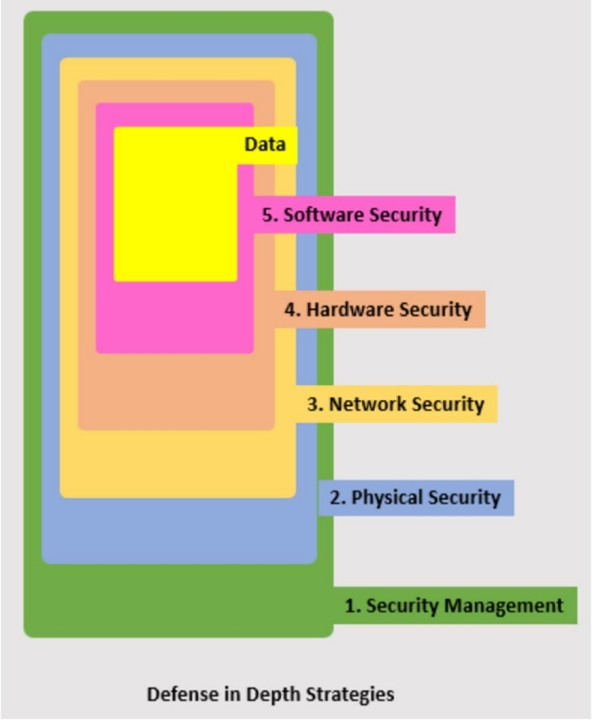 Data
5. Software Security
4. Hardware Security
3. Network Security
2. Physical Security
1. Security Management
Defense in Depth Strategies